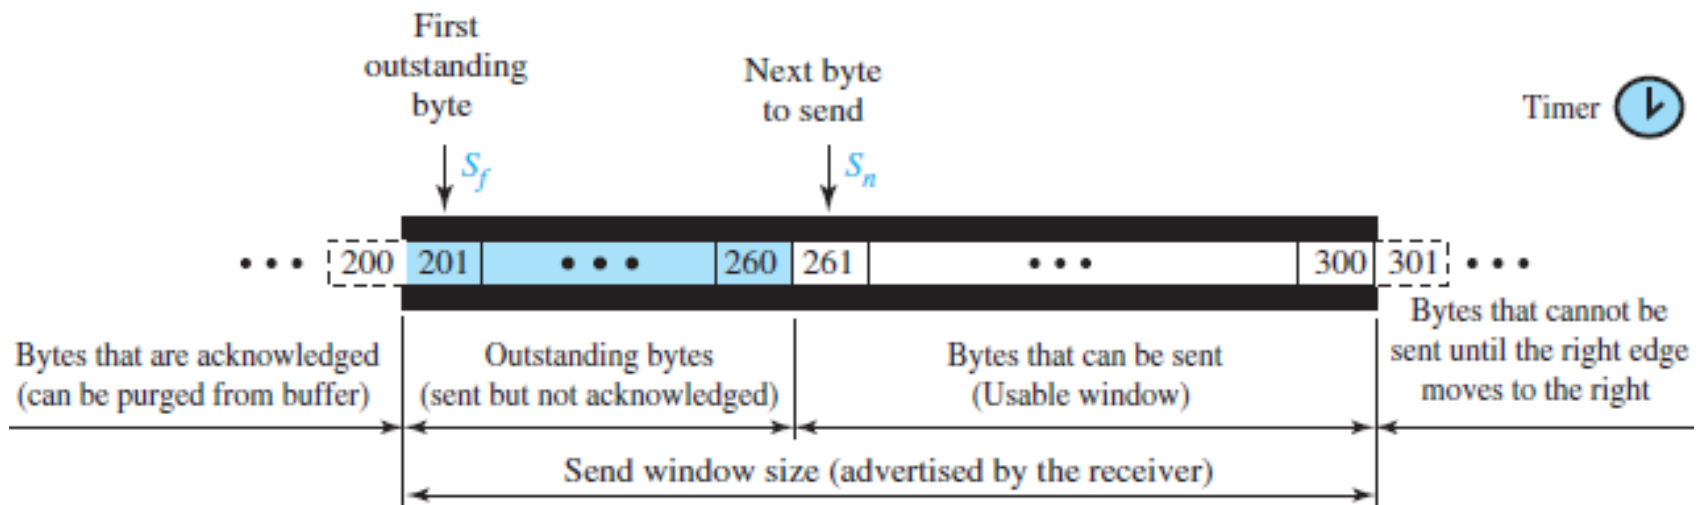 First
outstanding
byte
Next byte
to send
Timer
S_f
S_n
• • • 200 201 • • • 260 261 • • • 300 301 • • •
Bytes that are acknowledged
(can be purged from buffer)
Outstanding bytes
(sent but not acknowledged)
Bytes that can be sent
(Usable window)
Bytes that cannot be
sent until the right edge
moves to the right
Send window size (advertised by the receiver)